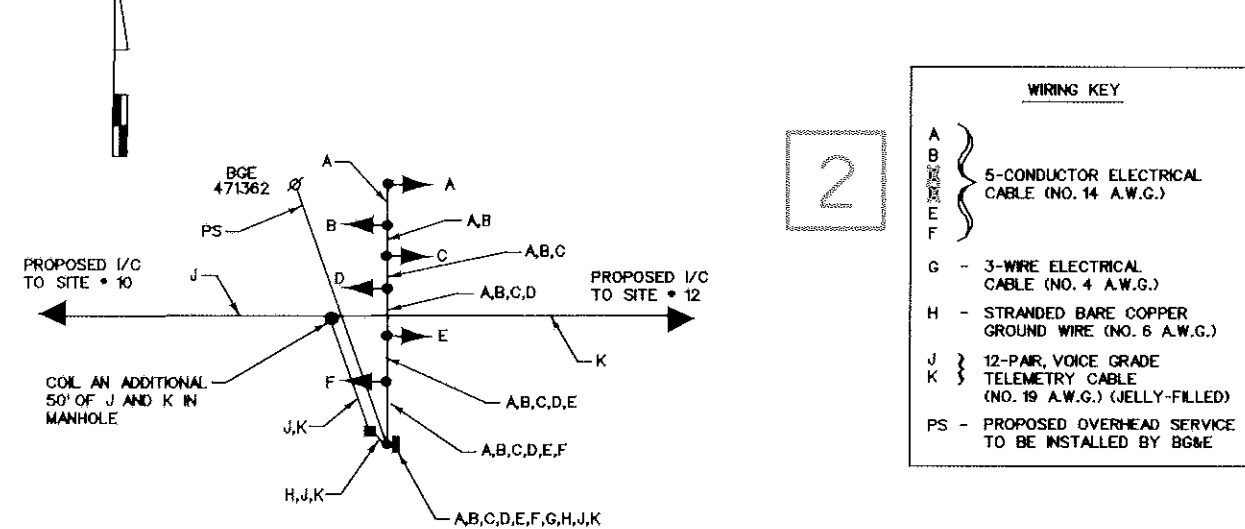 BGE
471362
PS
A
A
B
A,B
C
A,B,C
D
A,B,C,D
PROPOSED I/C
TO SITE • 10
J
PROPOSED I/C
TO SITE • 12
E
K
F
COIL AN ADDITIONAL
50' OF J AND K IN
MANHOLE
A,B,C,D,E
J,K
A,B,C,D,E,F
H,J,K
A,B,C,D,E,F,G,H,J,K
2
WIRING KEY
A
B
E
F
5-CONDUCTOR ELECTRICAL
CABLE (NO. 14 A.W.G.)
G - 3-WIRE ELECTRICAL
CABLE (NO. 4 A.W.G.)
H - STRANDED BARE COPPER
GROUND WIRE (NO. 6 A.W.G.)
J } 12-PAIR, VOICE GRADE
K } TELEMETRY CABLE
(NO. 19 A.W.G.) (JELLY-FILLED)
PS - PROPOSED OVERHEAD SERVICE
TO BE INSTALLED BY BG&E